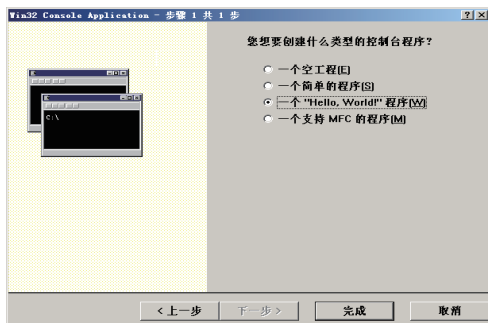 Win32 Console Application - 步骤 1 共 1 步
您想要创建什么类型的控制台程序?
一个空工程[E]
一个简单的程序[S]
一个 "Hello, World!" 程序[W]
一个支持 MFC 的程序[M]
C:\
< 上一步
下一步 >
完成
取消